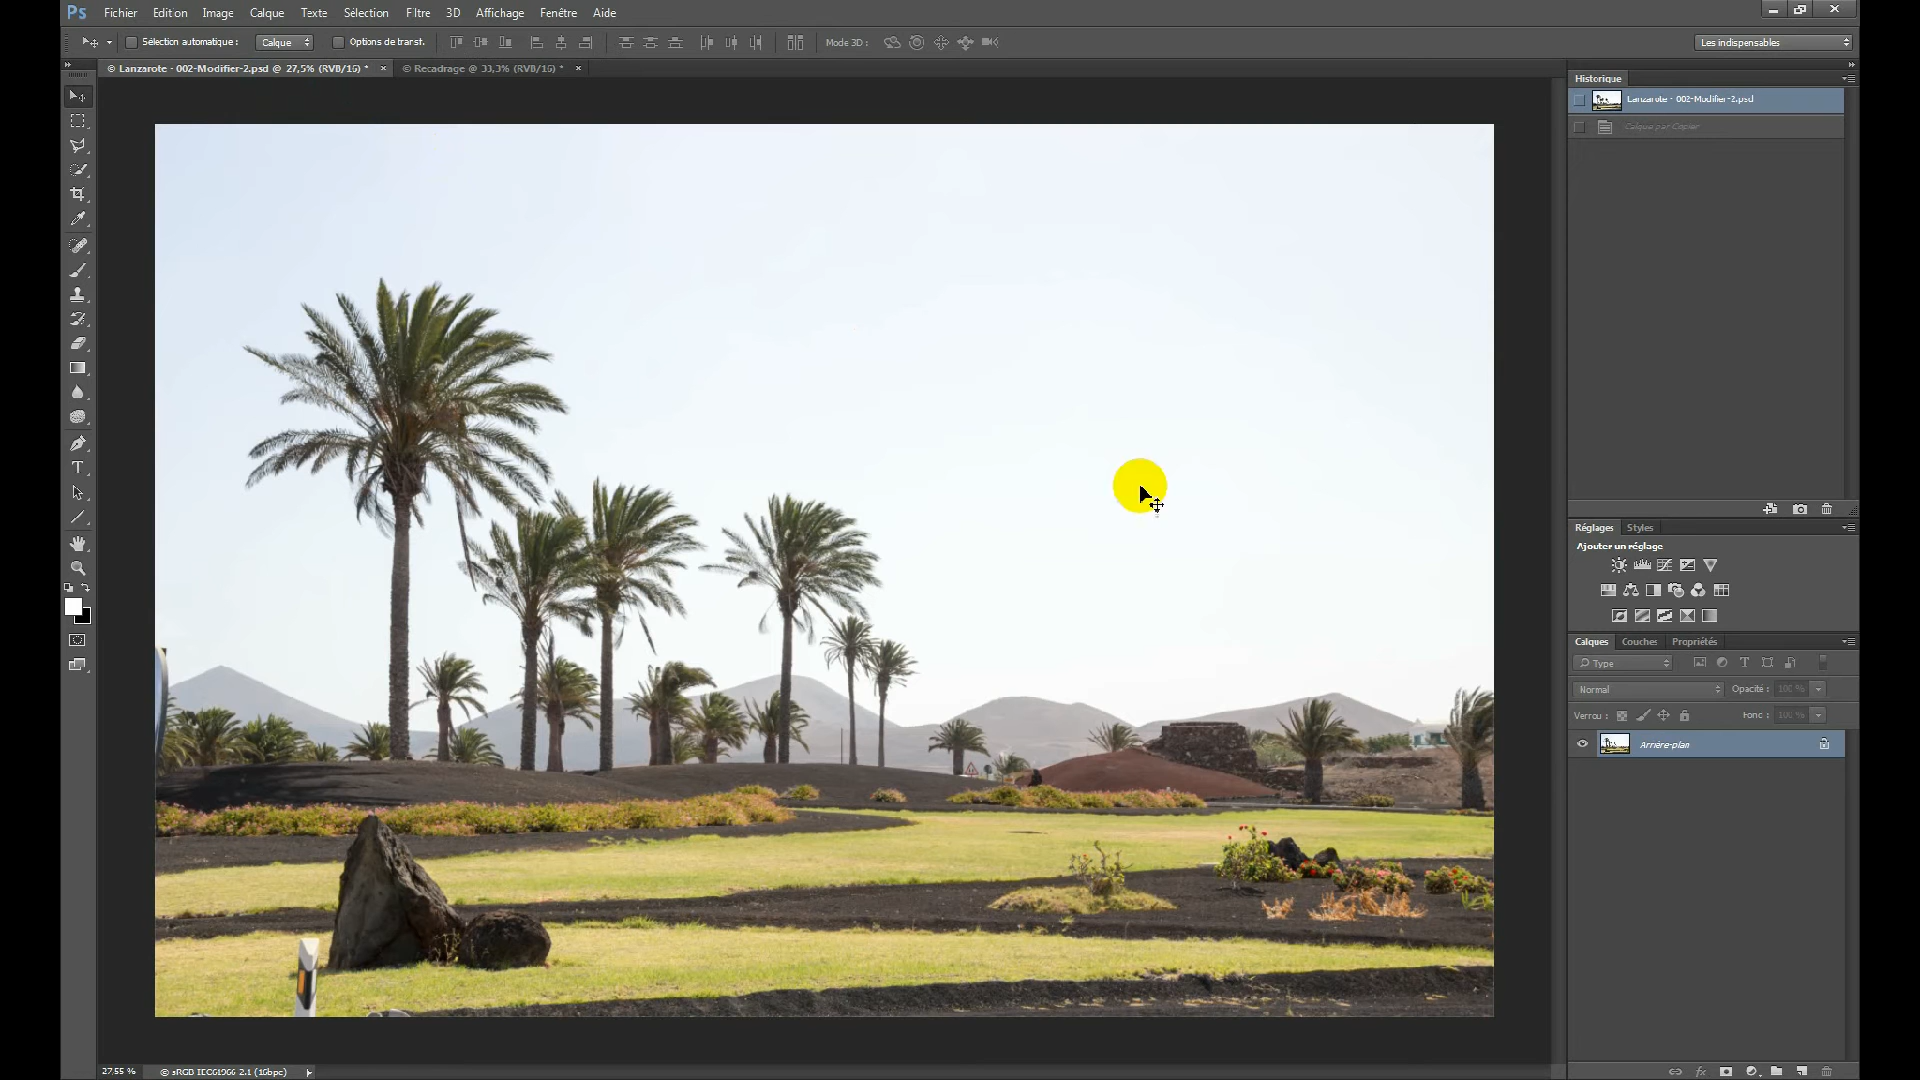 Ps Fichier Edition Image Calque Texte Sélection Filtre 3D Affichage Fenêtre Aide
Sélection automatique : Calque Options de transf. Mode 3D : Les indispensables
© Lanzarote - 002-Modifier-2.psd @ 27,5% (RVB/16) * × © Recadrage @ 33,3% (RVB/16) * ×
Historique
Lanzarote - 002-Modifier-2.psd
Calque par Copier
Réglages Styles
Ajouter un réglage
Calques Couches Propriétés
Type
Normal Opacité : 100 %
Verrou : Fond : 100 %
Arrière-plan
T
27,55 % © sRGB IEC61966-2.1 (16bpc)
fx